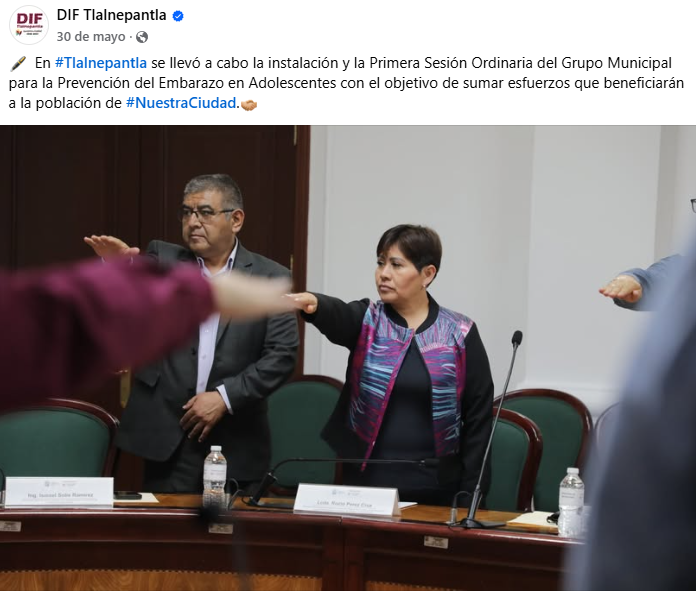 DIF
Tlalnepantla
DIF Tlalnepantla
30 de mayo ·
En #Tlalnepantla se llevó a cabo la instalación y la Primera Sesión Ordinaria del Grupo Municipal
para la Prevención del Embarazo en Adolescentes con el objetivo de sumar esfuerzos que beneficiarán
a la población de #NuestraCiudad.